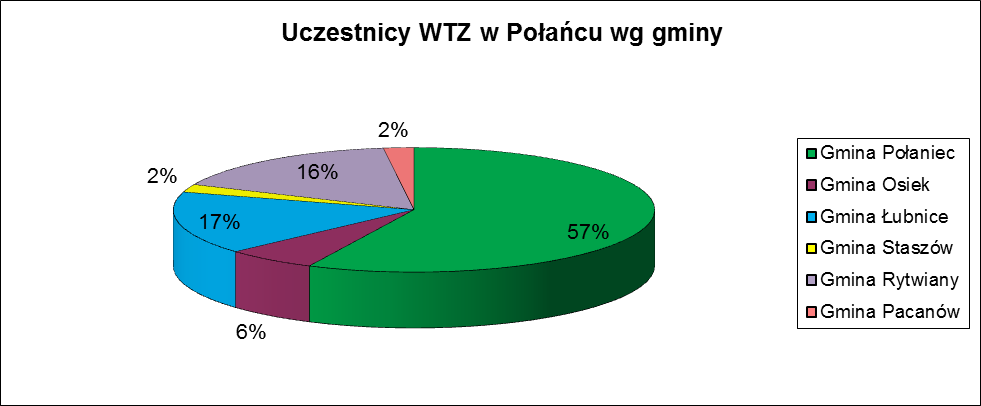 Uczestnicy WTZ w Połańcu wg gminy
2%
16%
2%
17%
57%
6%
Gmina Połaniec
Gmina Osiek
Gmina Łubnice
Gmina Staszów
Gmina Rytwiany
Gmina Pacanów